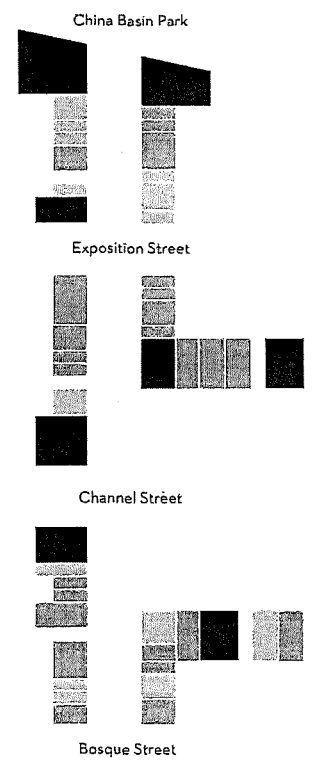 China Basin Park
Exposition Street
Channel Street
Bosque Street